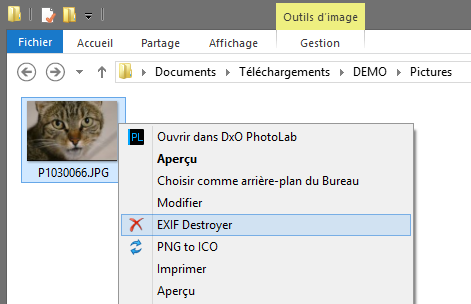 Outils d'image
Fichier Accueil Partage Affichage Gestion
Documents Téléchargements DEMO Pictures
P1030066.JPG
PL Ouvrir dans DxO PhotoLab
Aperçu
Choisir comme arrière-plan du Bureau
Modifier
EXIF Destroyer
PNG to ICO
Imprimer
Aperçu